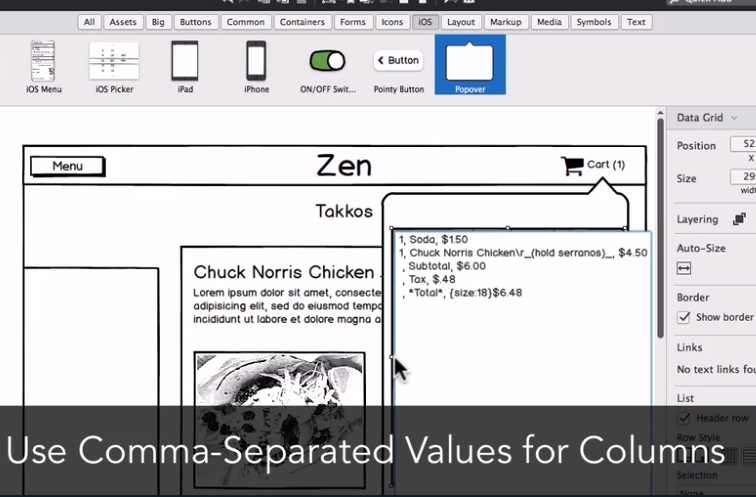 All Assets Big Buttons Common Containers Forms Icons iOS Layout Markup Media Symbols Text
Button
iOS Menu iOS Picker iPad iPhone ON/OFF Swit... Pointy Button Popover
Data Grid
Position
X
Size
Layering
Auto-Size
Border
Show border
Links
No text links fou
List
Header row
Row Style
Selection
Menu
Zen
Cart (1)
Takkos
1, Soda, $1.50
1, Chuck Norris Chicken\r_(hold serranos)_, $4.50
, Subtotal, $6.00
, Tax, $.48
, *Total*, {size:18}$6.48
Chuck Norris Chicken
Lorem ipsum dolor sit amet, consecte
adipisicing elit, sed do eiusmod tempo
incididunt ut labore et dolore magna a
Use Comma-Separated Values for Columns